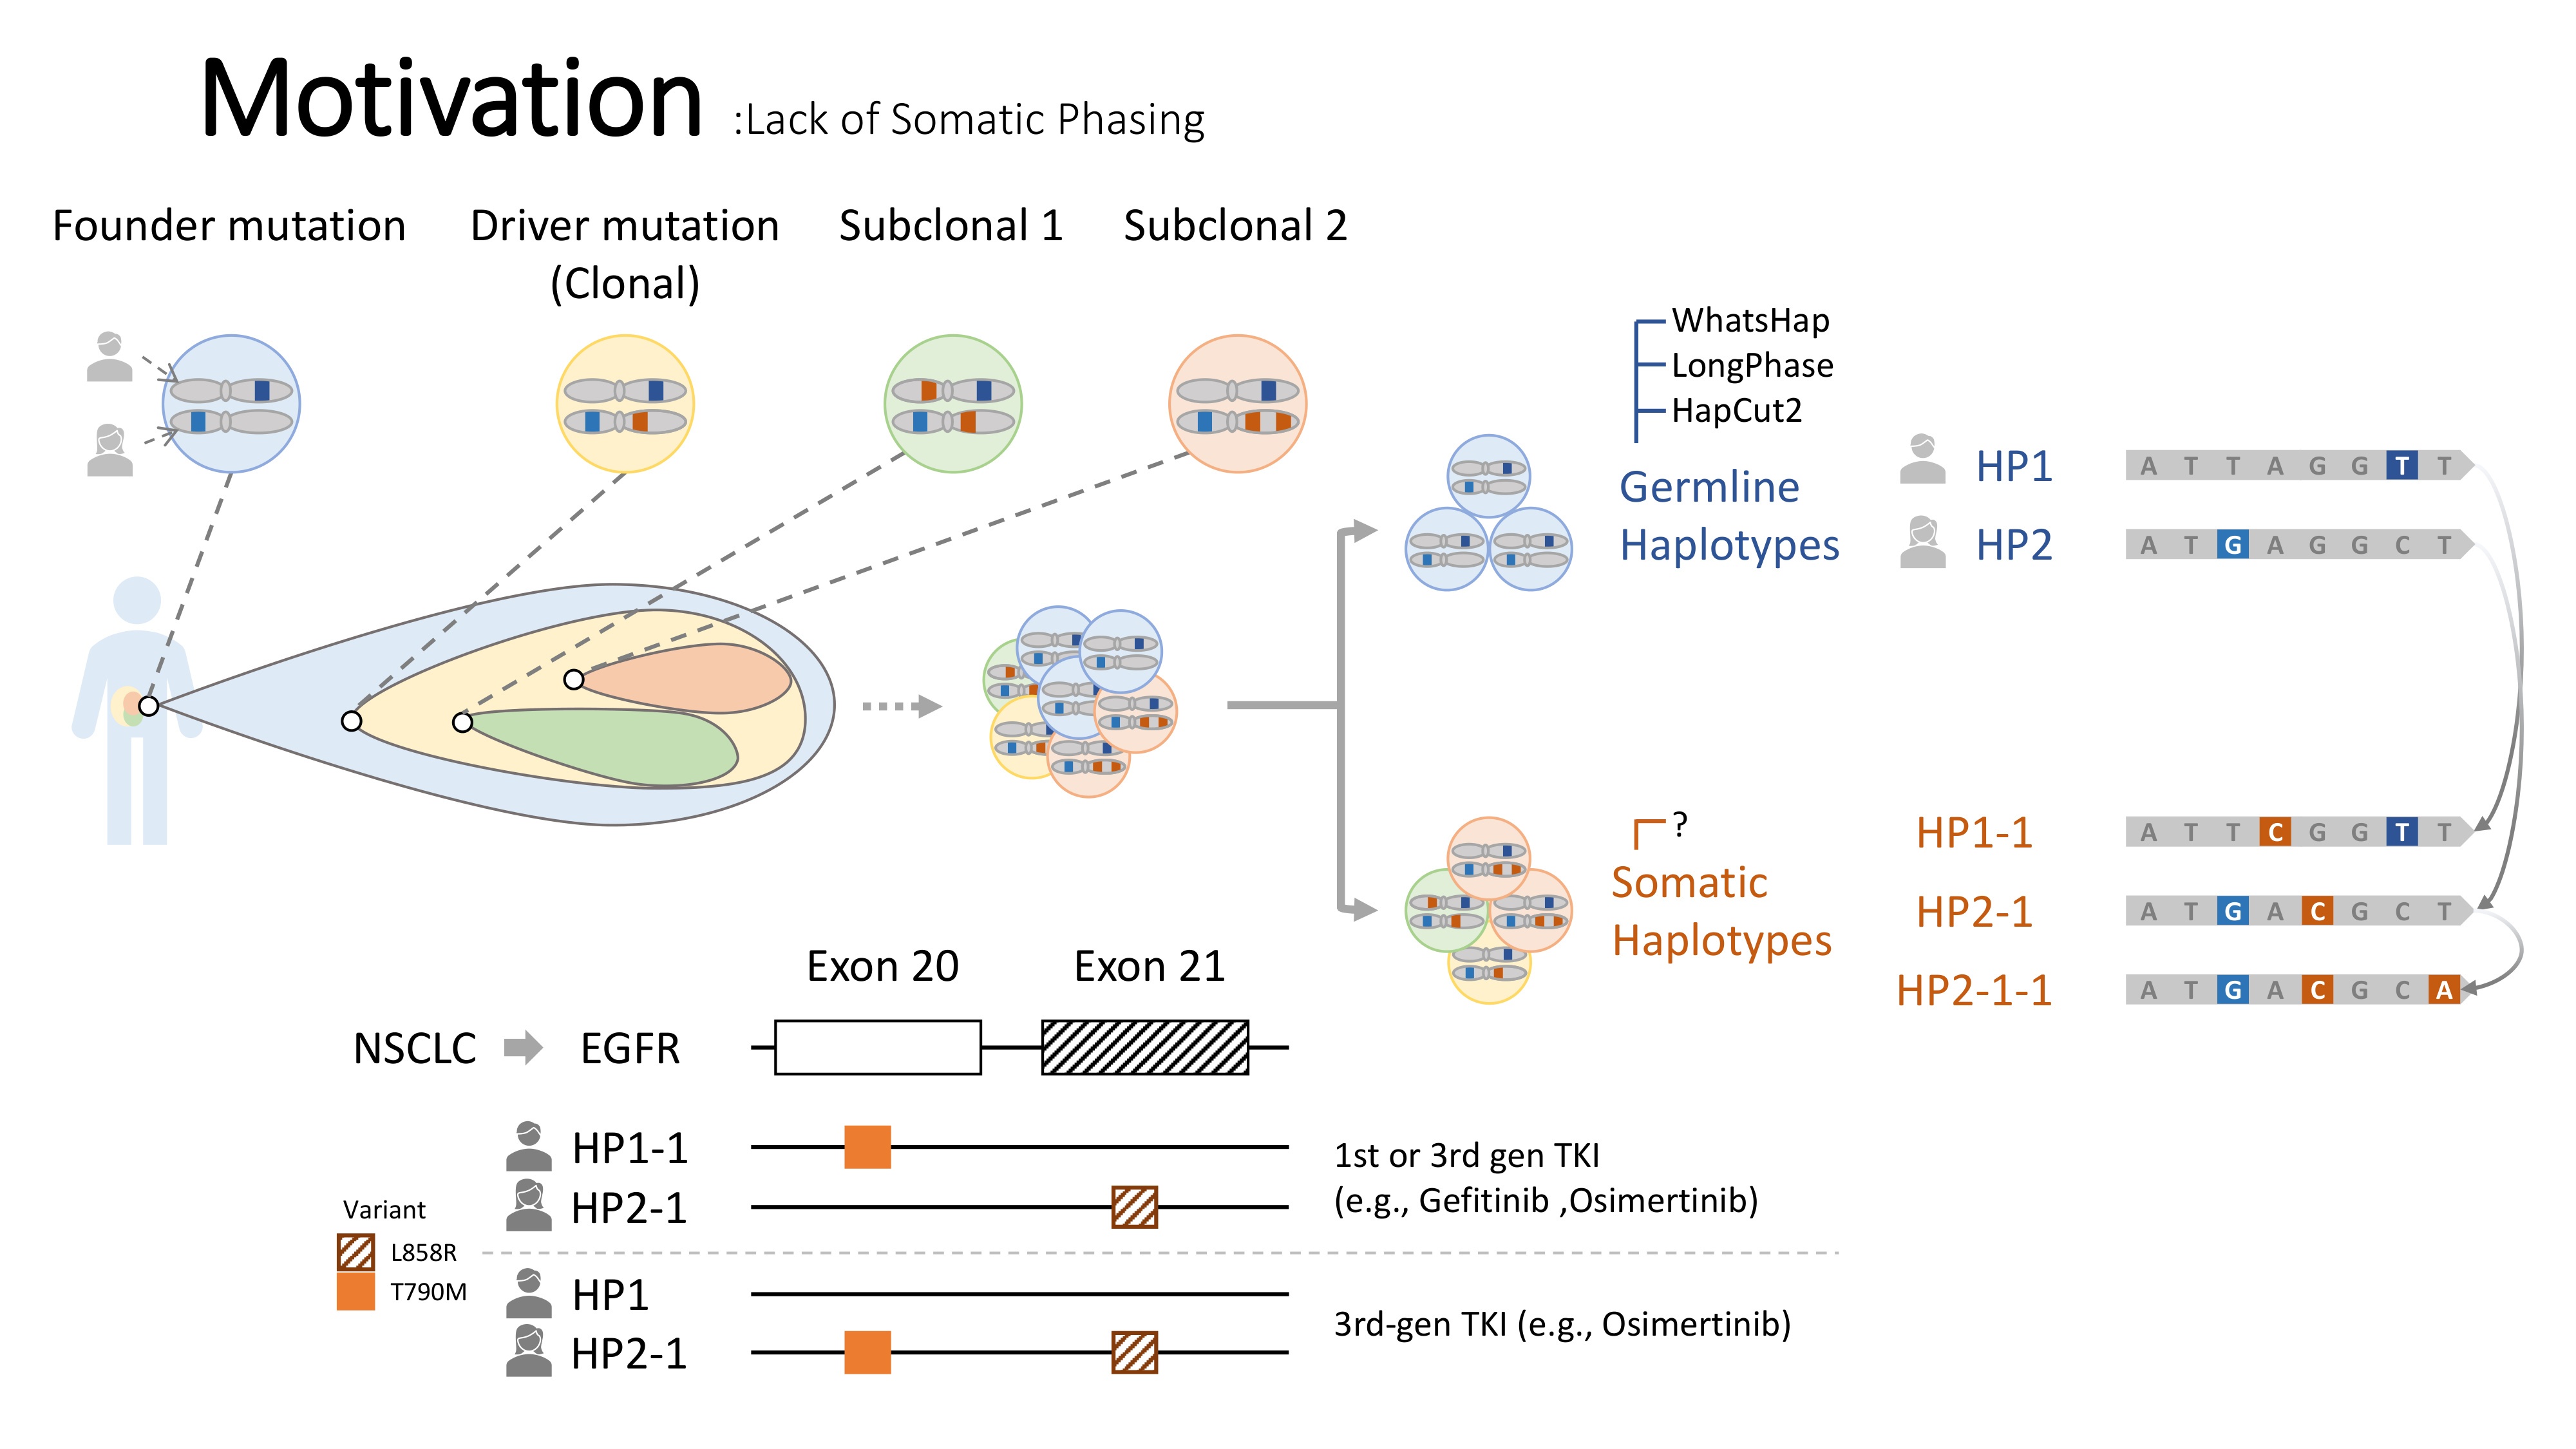 Motivation :Lack of Somatic Phasing
Founder mutation
Driver mutation
(Clonal)
Subclonal 1
Subclonal 2
WhatsHap
LongPhase
HapCut2
Germline
Haplotypes
HP1
A T T A G G T T
HP2
A T G A G G C T
?
Somatic
Haplotypes
HP1-1
A T T C G G T T
HP2-1
A T G A C G C T
HP2-1-1
A T G A C G C A
Exon 20
Exon 21
NSCLC
EGFR
HP1-1
HP2-1
1st or 3rd gen TKI
(e.g., Gefitinib ,Osimertinib)
Variant
L858R
T790M
HP1
HP2-1
3rd-gen TKI (e.g., Osimertinib)